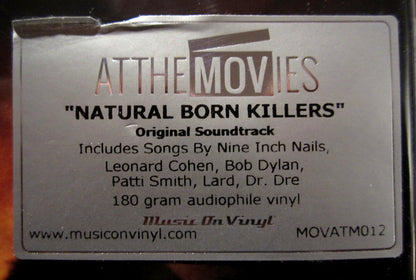 ATTHEMOVIES
"NATURAL BORN KILLERS"
Original Soundtrack
Includes Songs By Nine Inch Nails,
Leonard Cohen, Bob Dylan,
Patti Smith, Lard, Dr. Dre
180 gram audiophile vinyl
Music On Vinyl
www.musiconvinyl.com MOVATM012